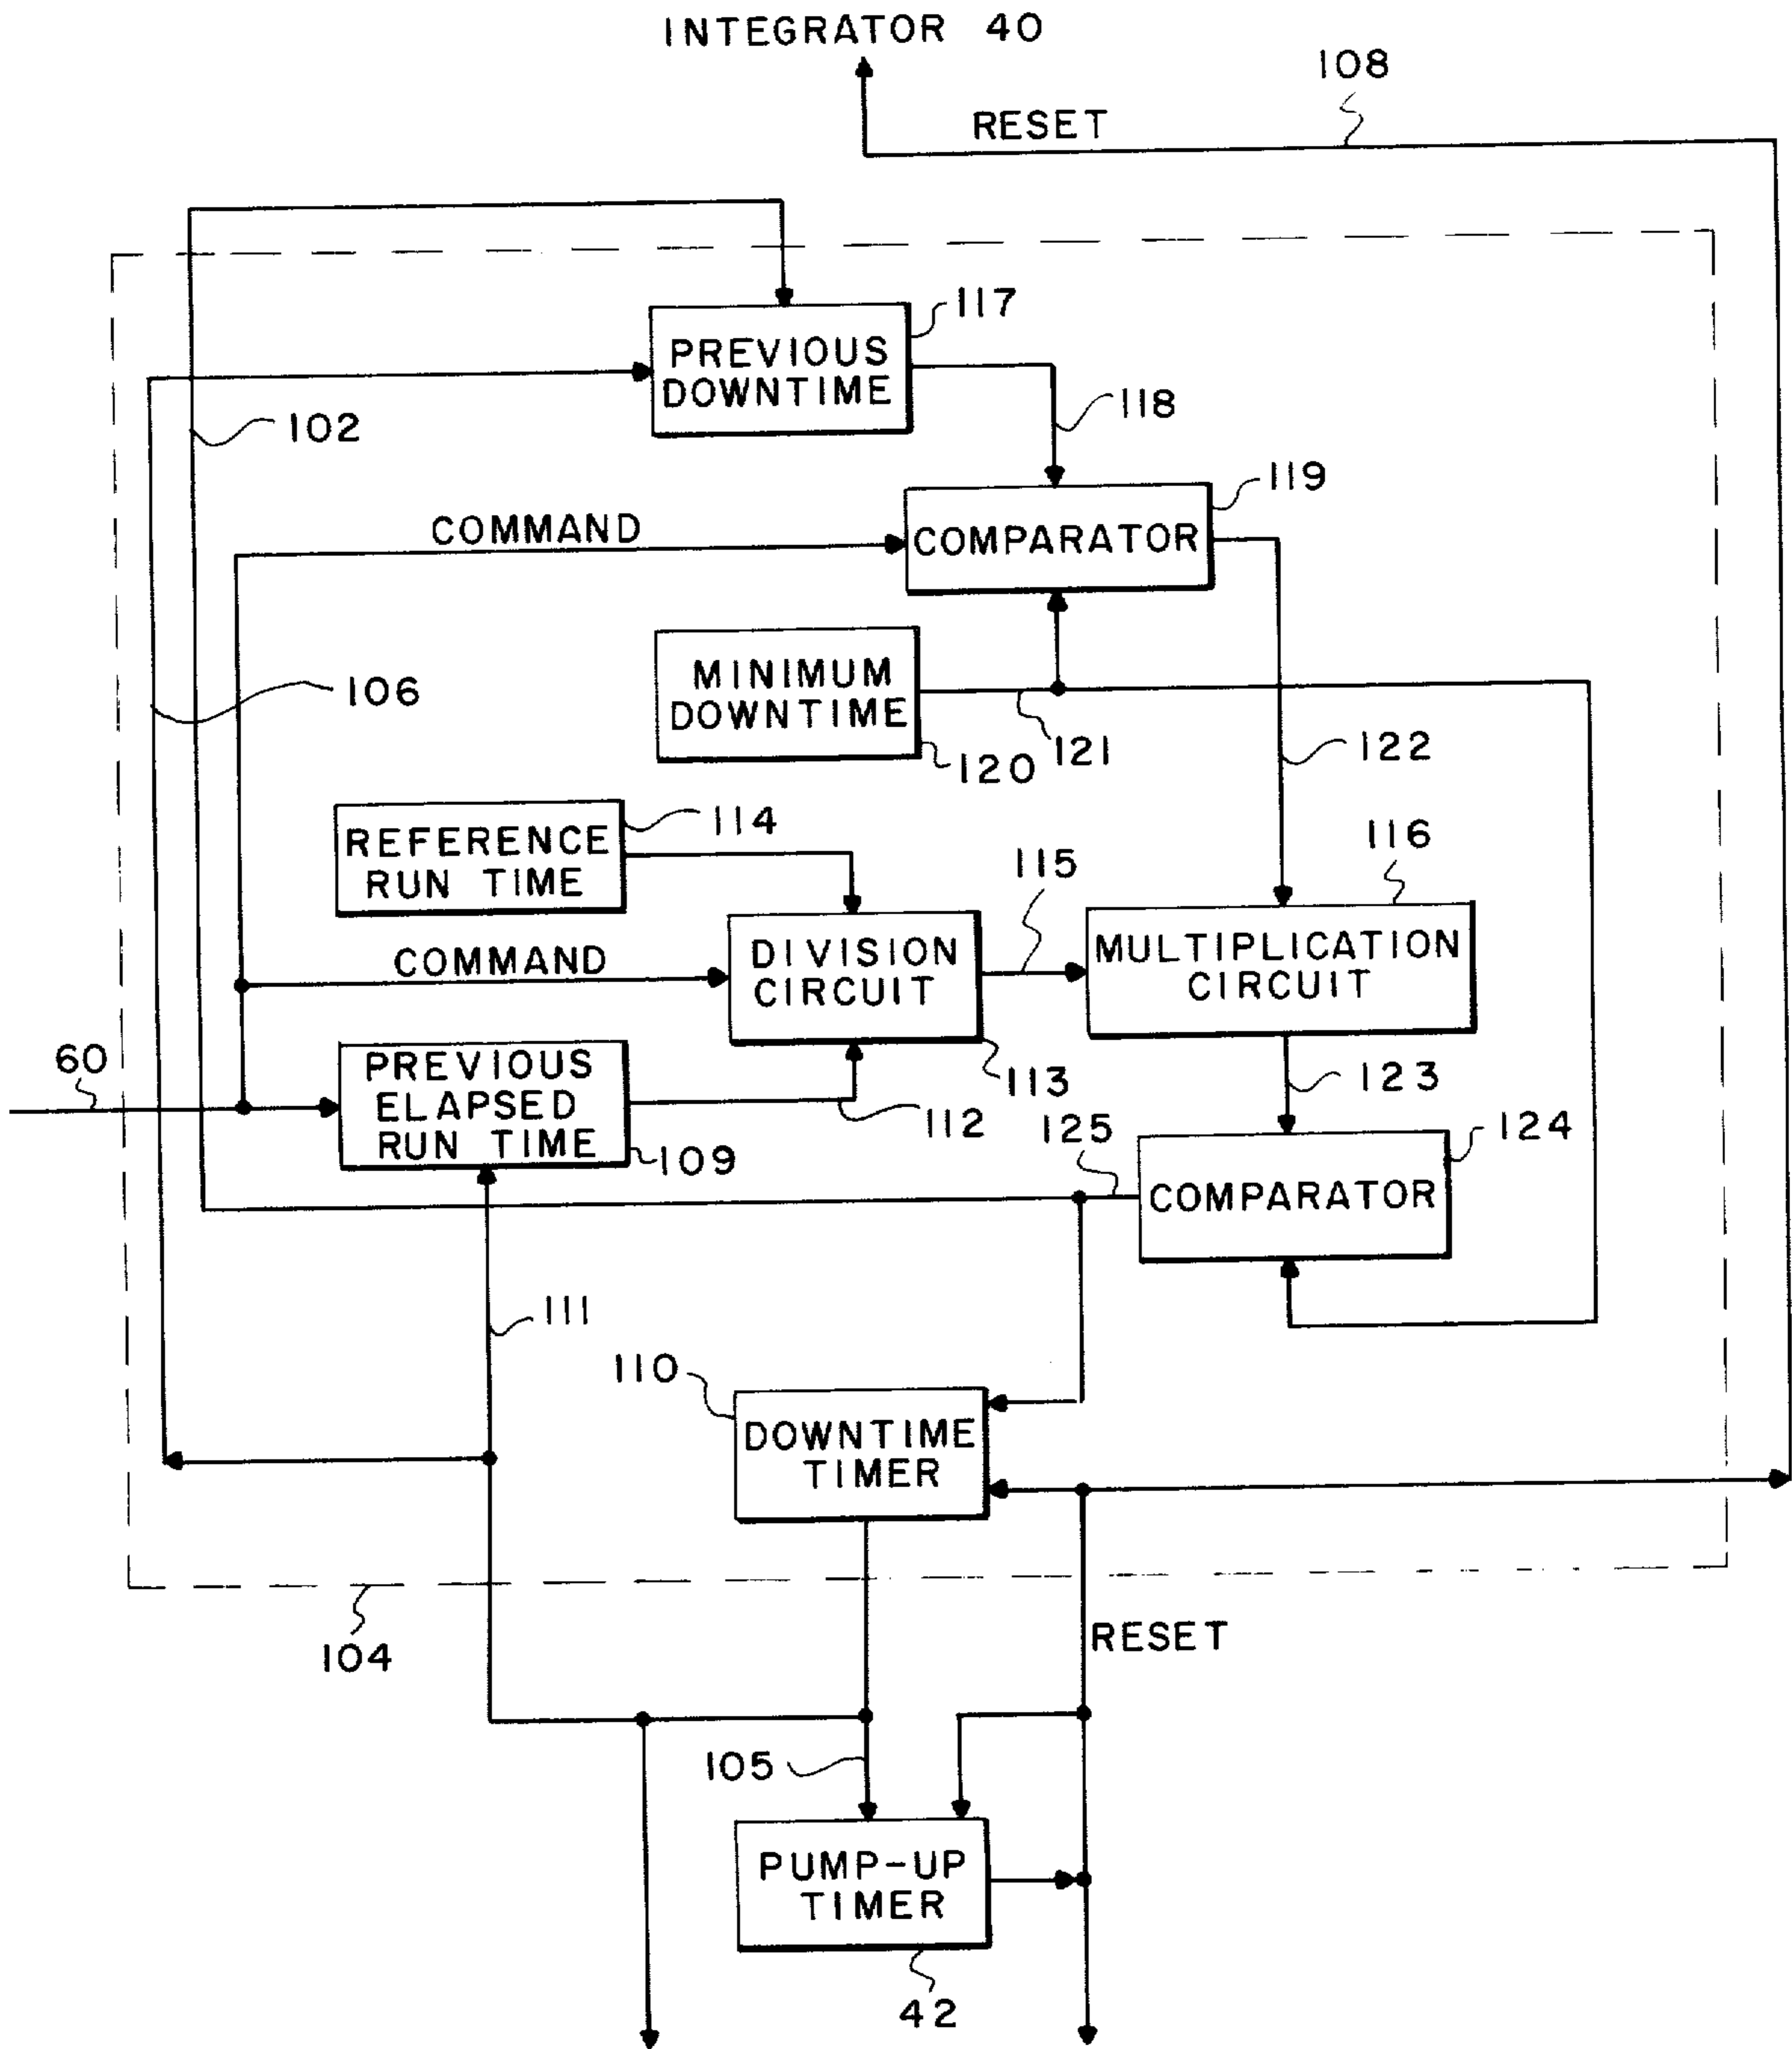 INTEGRATOR 40
108
RESET
117
PREVIOUS
DOWNTIME
102
118
119
COMMAND
COMPARATOR
MINIMUM
DOWNTIME
106
120
121
122
REFERENCE
RUN TIME
114
116
115
COMMAND
DIVISION
CIRCUIT
MULTIPLICATION
CIRCUIT
60
PREVIOUS
ELAPSED
RUN TIME
113
123
112
109
125
124
COMPARATOR
111
110
DOWNTIME
TIMER
104
RESET
105
PUMP-UP
TIMER
42